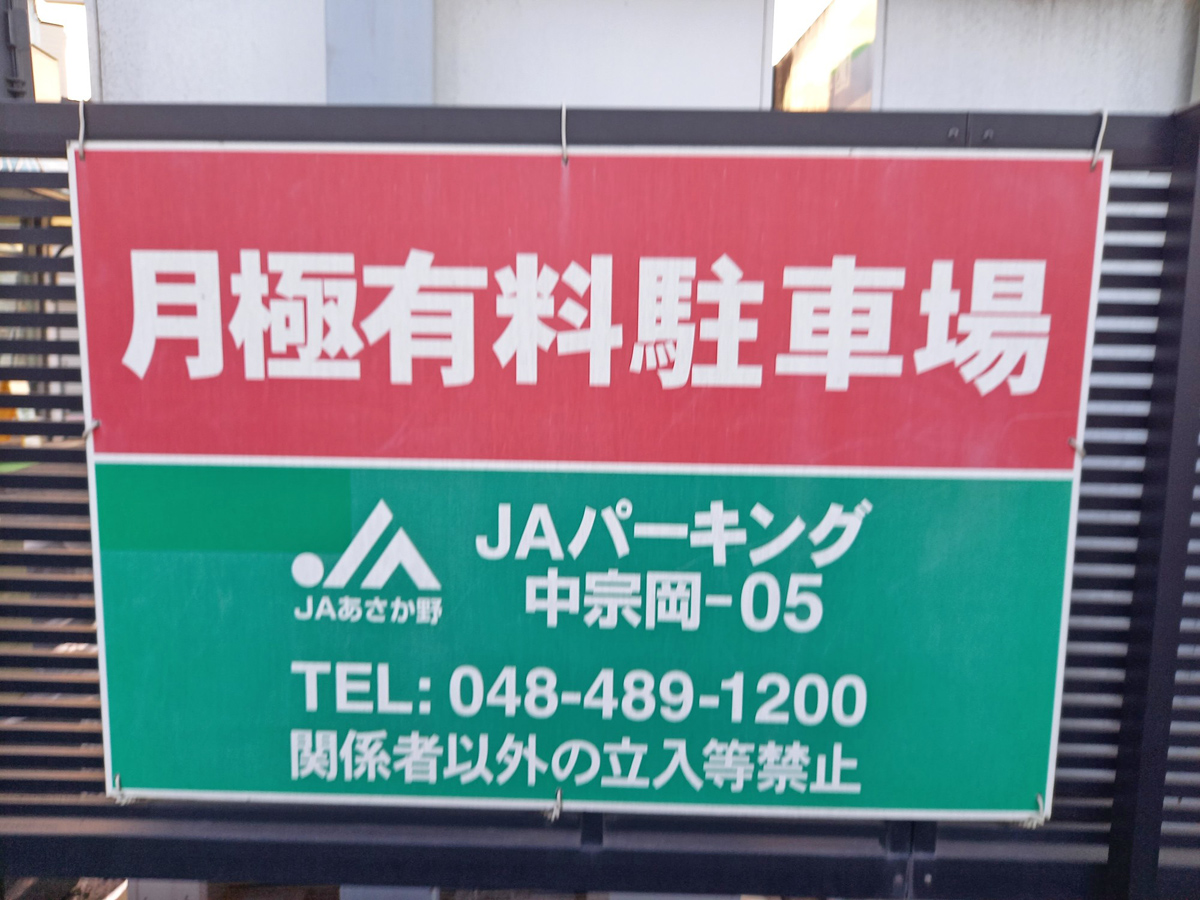 月極有料駐車場
JAあさか野
JAパーキング
中宗岡-05
TEL: 048-489-1200
関係者以外の立入等禁止